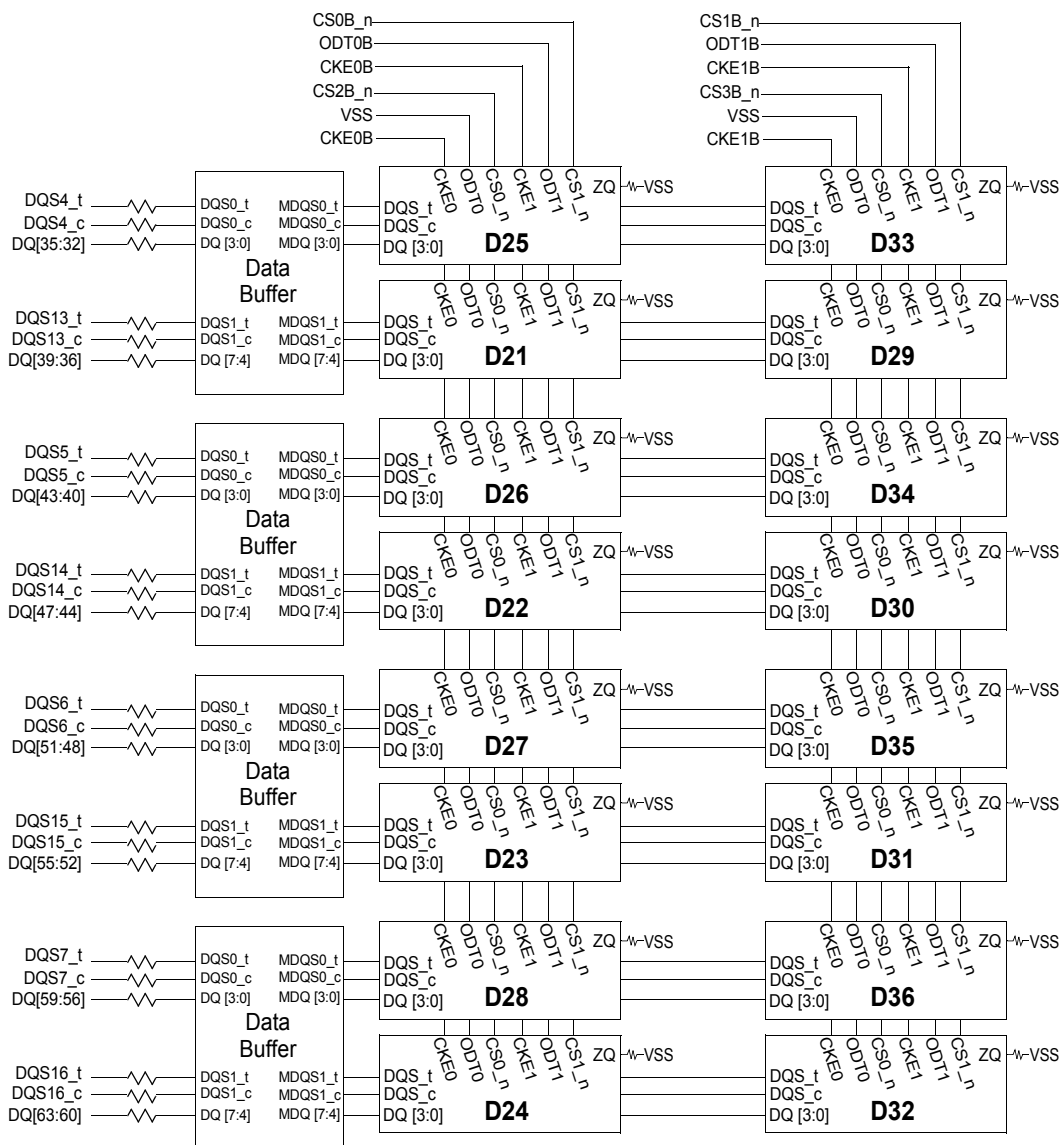 CS0B_n CS1B_n
ODT0B ODT1B
CKE0B CKE1B
CS2B_n CS3B_n
VSS VSS
CKE0B CKE1B
CKE0 ODT0 CS0_n CKE1 ODT1 CS1_n ZQ VSS CKE0 ODT0 CS0_n CKE1 ODT1 CS1_n ZQ VSS
DQS4_t DQS0_t MDQS0_t DQS_t DQS_t
DQS4_c DQS0_c MDQS0_c DQS_c DQS_c
DQ[35:32] DQ [3:0] MDQ [3:0] DQ [3:0] D25 DQ [3:0] D33
Data
Buffer
CKE0 ODT0 CS0_n CKE1 ODT1 CS1_n ZQ VSS CKE0 ODT0 CS0_n CKE1 ODT1 CS1_n ZQ VSS
DQS13_t DQS1_t MDQS1_t DQS_t DQS_t
DQS13_c DQS1_c MDQS1_c DQS_c DQS_c
DQ[39:36] DQ [7:4] MDQ [7:4] DQ [3:0] D21 DQ [3:0] D29
CKE0 ODT0 CS0_n CKE1 ODT1 CS1_n ZQ VSS CKE0 ODT0 CS0_n CKE1 ODT1 CS1_n ZQ VSS
DQS5_t DQS0_t MDQS0_t DQS_t DQS_t
DQS5_c DQS0_c MDQS0_c DQS_c DQS_c
DQ[43:40] DQ [3:0] MDQ [3:0] DQ [3:0] D26 DQ [3:0] D34
Data
Buffer
CKE0 ODT0 CS0_n CKE1 ODT1 CS1_n ZQ VSS CKE0 ODT0 CS0_n CKE1 ODT1 CS1_n ZQ VSS
DQS14_t DQS1_t MDQS1_t DQS_t DQS_t
DQS14_c DQS1_c MDQS1_c DQS_c DQS_c
DQ[47:44] DQ [7:4] MDQ [7:4] DQ [3:0] D22 DQ [3:0] D30
CKE0 ODT0 CS0_n CKE1 ODT1 CS1_n ZQ VSS CKE0 ODT0 CS0_n CKE1 ODT1 CS1_n ZQ VSS
DQS6_t DQS0_t MDQS0_t DQS_t DQS_t
DQS6_c DQS0_c MDQS0_c DQS_c DQS_c
DQ[51:48] DQ [3:0] MDQ [3:0] DQ [3:0] D27 DQ [3:0] D35
Data
Buffer
CKE0 ODT0 CS0_n CKE1 ODT1 CS1_n ZQ VSS CKE0 ODT0 CS0_n CKE1 ODT1 CS1_n ZQ VSS
DQS15_t DQS1_t MDQS1_t DQS_t DQS_t
DQS15_c DQS1_c MDQS1_c DQS_c DQS_c
DQ[55:52] DQ [7:4] MDQ [7:4] DQ [3:0] D23 DQ [3:0] D31
CKE0 ODT0 CS0_n CKE1 ODT1 CS1_n ZQ VSS CKE0 ODT0 CS0_n CKE1 ODT1 CS1_n ZQ VSS
DQS7_t DQS0_t MDQS0_t DQS_t DQS_t
DQS7_c DQS0_c MDQS0_c DQS_c DQS_c
DQ[59:56] DQ [3:0] MDQ [3:0] DQ [3:0] D28 DQ [3:0] D36
Data
Buffer
CKE0 ODT0 CS0_n CKE1 ODT1 CS1_n ZQ VSS CKE0 ODT0 CS0_n CKE1 ODT1 CS1_n ZQ VSS
DQS16_t DQS1_t MDQS1_t DQS_t DQS_t
DQS16_c DQS1_c MDQS1_c DQS_c DQS_c
DQ[63:60] DQ [7:4] MDQ [7:4] DQ [3:0] D24 DQ [3:0] D32